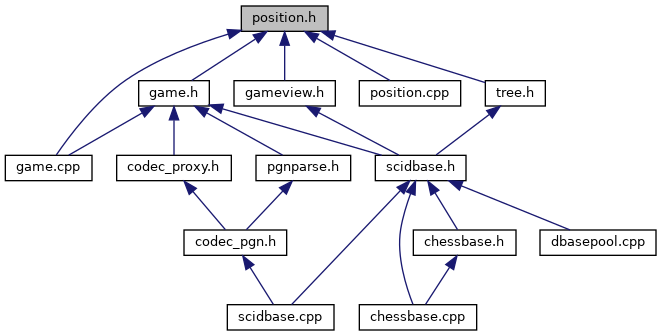 position.h
game.h
gameview.h
position.cpp
tree.h
game.cpp
codec_proxy.h
pgnparse.h
scidbase.h
codec_pgn.h
chessbase.h
dbasepool.cpp
scidbase.cpp
chessbase.cpp